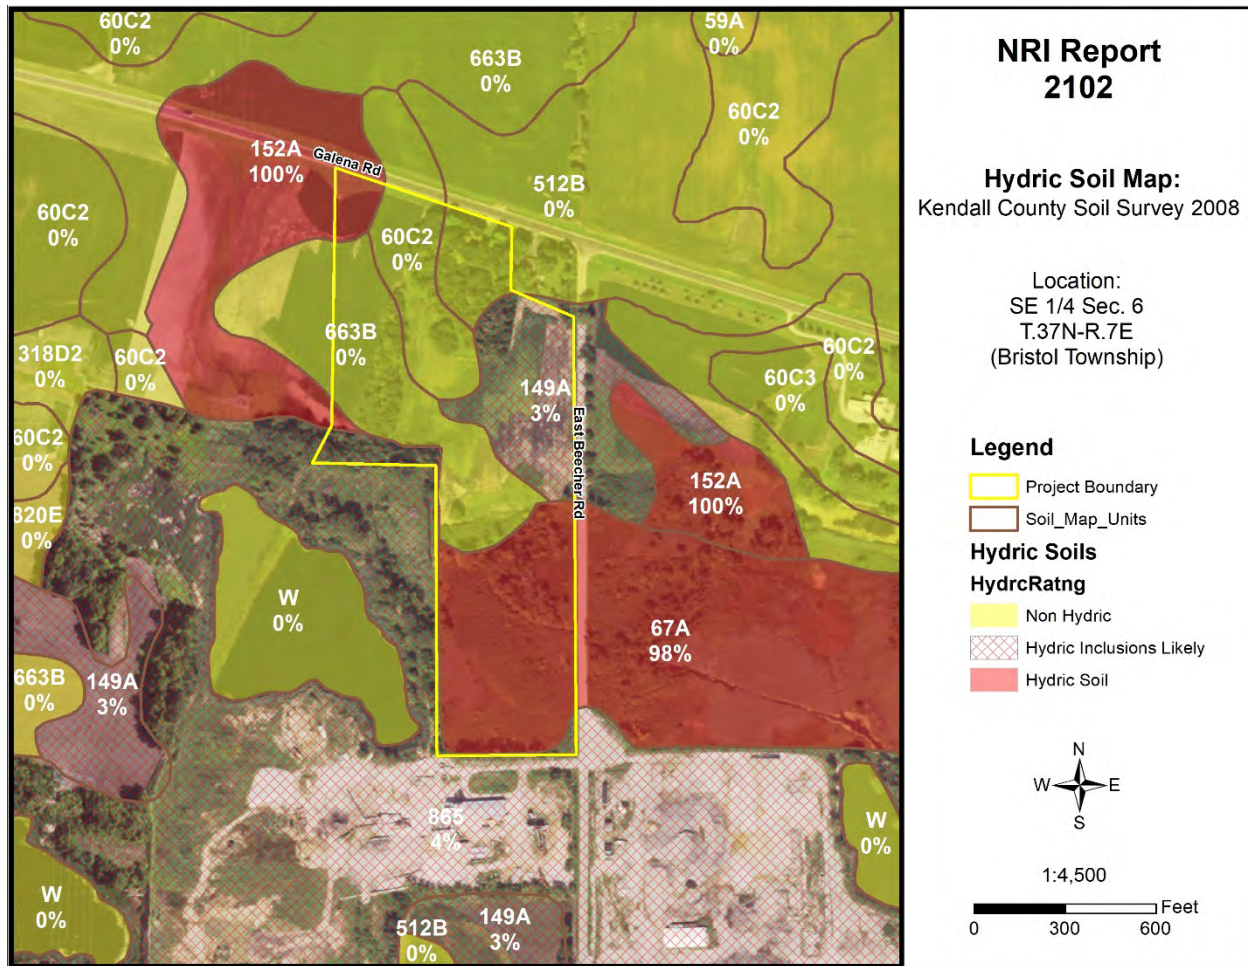 60C2
0%
663B
0%
59A
0%
60C2
0%
152A
100%
Galena Rd
512B
0%
60C2
0%
60C2
0%
663B
0%
318D2
0%
60C2
0%
149A
3%
60C3
0%
60C2
0%
East Beecher Rd
60C2
0%
152A
100%
820E
0%
W
0%
67A
98%
663B
0%
149A
3%
865
4%
W
0%
W
0%
512B
0%
149A
3%
NRI Report
2102
Hydric Soil Map:
Kendall County Soil Survey 2008
Location:
SE 1/4 Sec. 6
T.37N-R.7E
(Bristol Township)
Legend
Project Boundary
Soil_Map_Units
Hydric Soils
HydrcRatng
Non Hydric
Hydric Inclusions Likely
Hydric Soil
N
W E
S
1:4,500
Feet
0 300 600